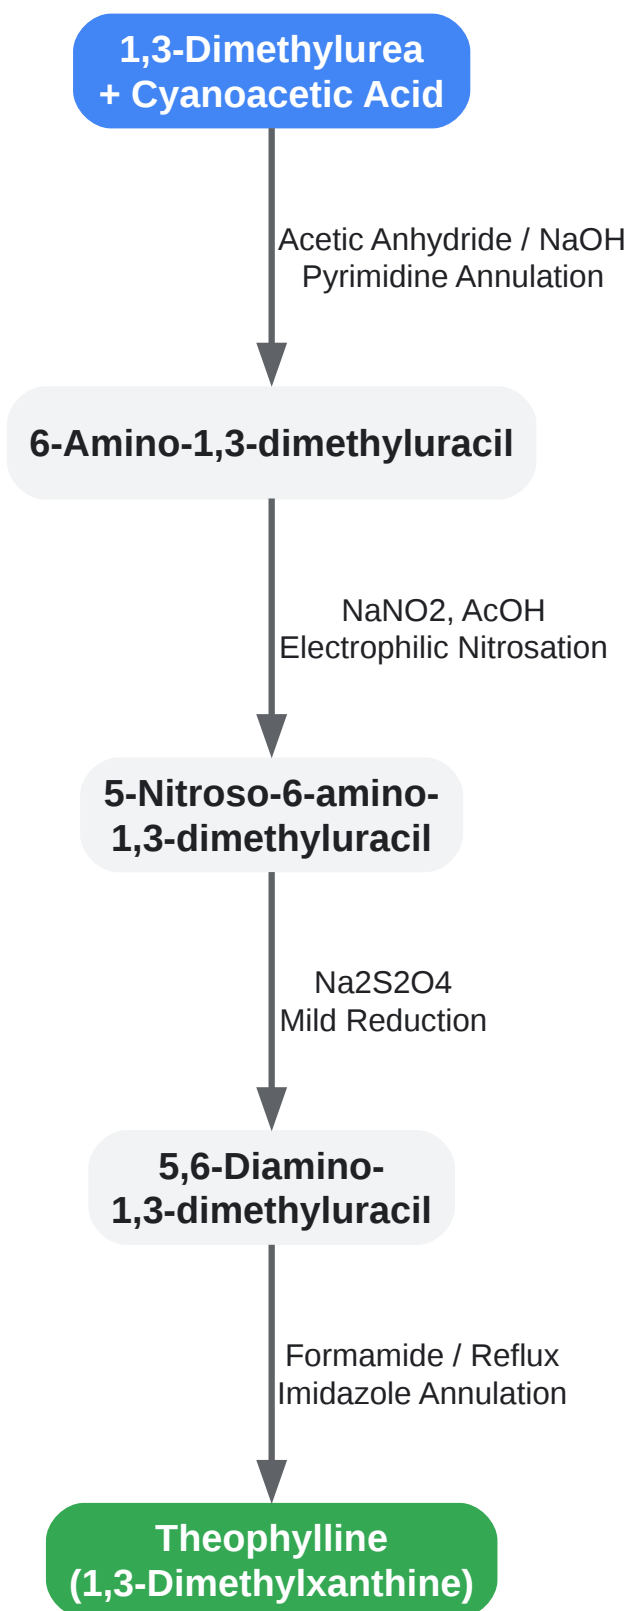 1,3-Dimethylurea
+ Cyanoacetic Acid
Acetic Anhydride / NaOH
Pyrimidine Annulation
6-Amino-1,3-dimethyluracil
NaNO2, AcOH
Electrophilic Nitrosation
5-Nitroso-6-amino-
1,3-dimethyluracil
Na2S2O4
Mild Reduction
5,6-Diamino-
1,3-dimethyluracil
Formamide / Reflux
Imidazole Annulation
Theophylline
(1,3-Dimethylxanthine)